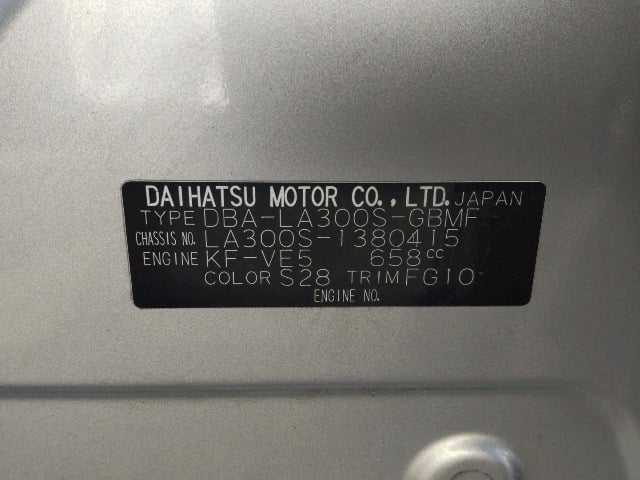 DAIHATSU MOTOR CO.,LTD. JAPAN
TYPE DBA-LA300S-GBMF
CHASSIS NO. LA300S-1380415
ENGINE KF-VE5 658cc
COLOR S28 TRIM FG10
ENGINE NO.